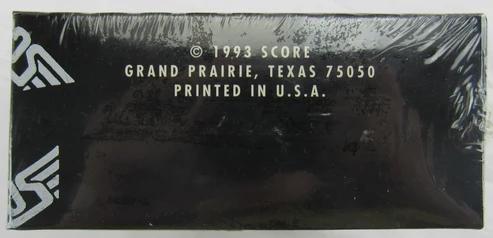 © 1993 SCORE
GRAND PRAIRIE, TEXAS 75050
PRINTED IN U.S.A.